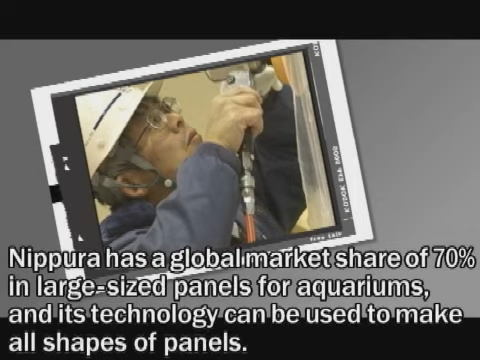 Nippura has a global market share of 70%
in large-sized panels for aquariums,
and its technology can be used to make
all shapes of panels.